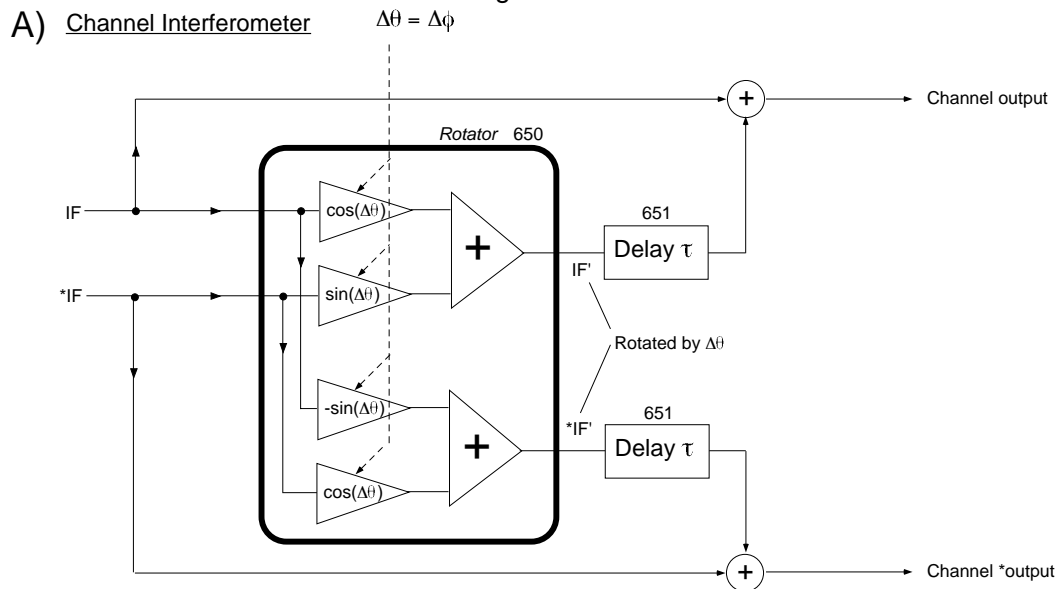 A) Channel Interferometer
Δθ = Δϕ
Channel output
Rotator 650
IF
cos(Δθ)
+
+
651
Delay τ
IF'
*IF
sin(Δθ)
Rotated by Δθ
-sin(Δθ)
+
*IF'
651
Delay τ
cos(Δθ)
+
Channel *output